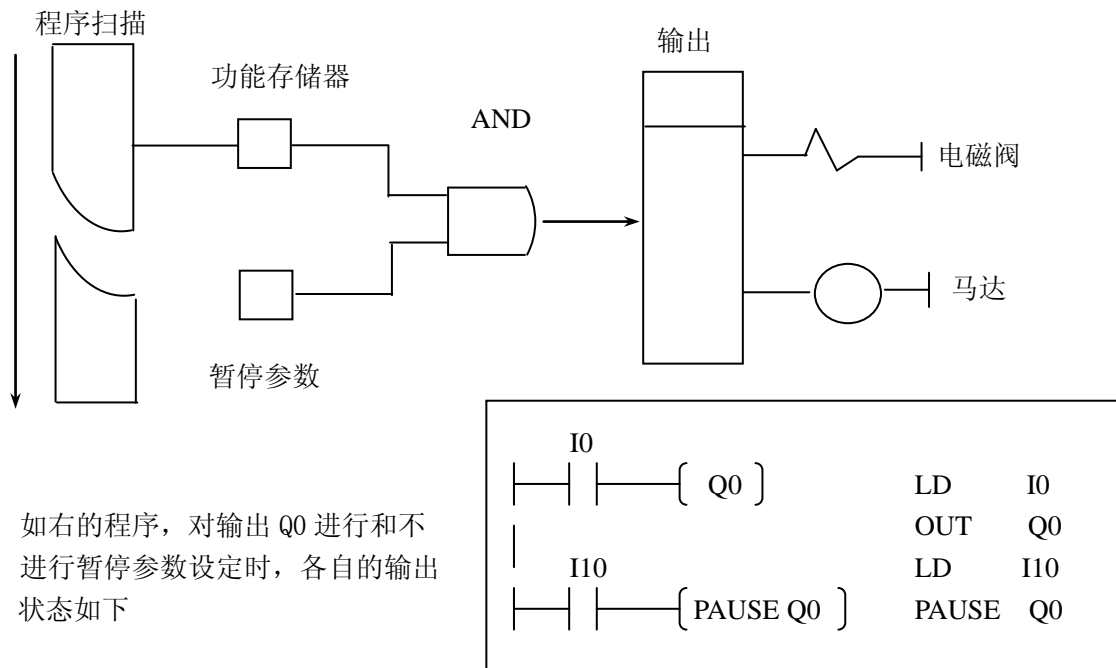 程序扫描
输出
功能存储器
AND
电磁阀
马达
暂停参数
如右的程序，对输出 Q0 进行和不
进行暂停参数设定时，各自的输出
状态如下
I0
Q0
I10
PAUSE Q0
LD I0
OUT Q0
LD I10
PAUSE Q0